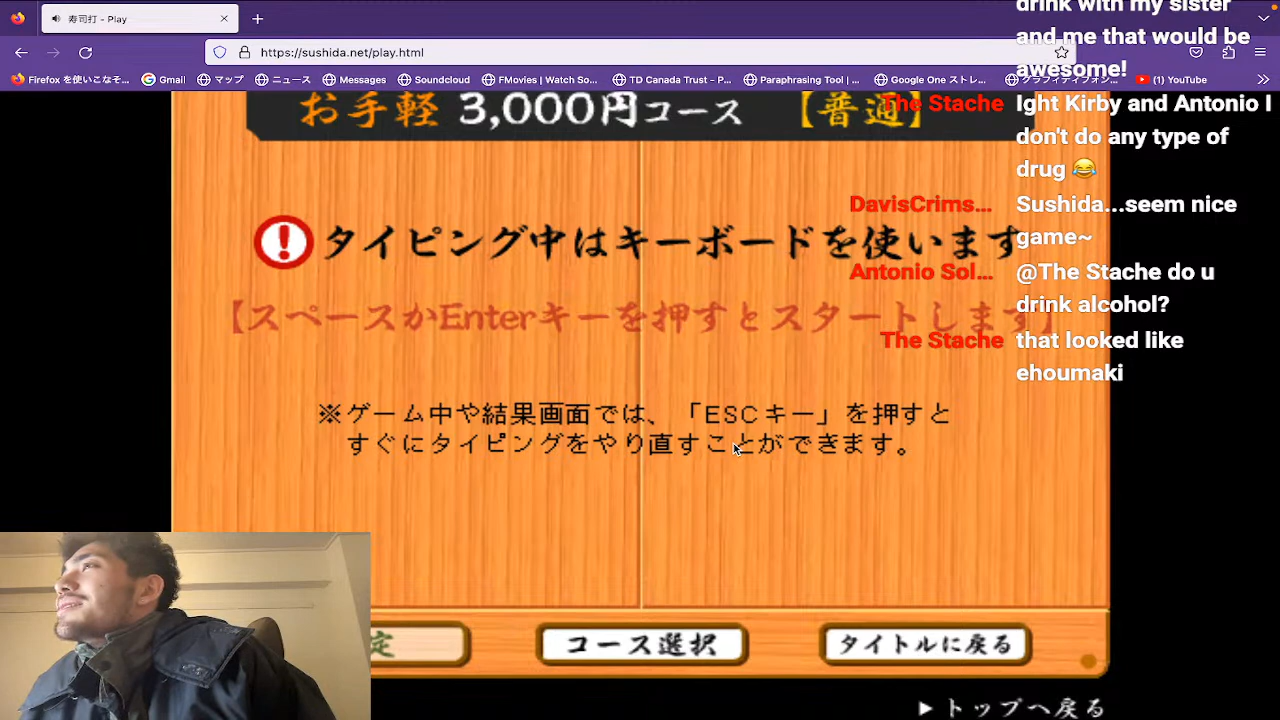 寿司打 - Play
https://sushida.net/play.html
Firefox を使いこなそ...
Gmail
マップ
ニュース
Soundcloud
FMovies | Watch So...
TD Canada Trust - P...
Paraphrasing Tool |...
Google One ストレ...
グラフィティフォン...
(1) YouTube
drink with my sister
and me that would be
awesome!
The Stache Ight Kirby and Antonio I
don't do any type of
drug 😂
DavisCrims... Sushida...seem nice
game~
Antonio Sol... @The Stache do u
drink alcohol?
The Stache that looked like
ehoumaki
お手軽 3,000円コース 【普通】
タイピング中はキーボードを使います
【スペースかEnterキーを押すとスタートします】
※ゲーム中や結果画面では、「ESCキー」を押すと
すぐにタイピングをやり直すことができます。
定
コース選択
タイトルに戻る
▶トップへ戻る